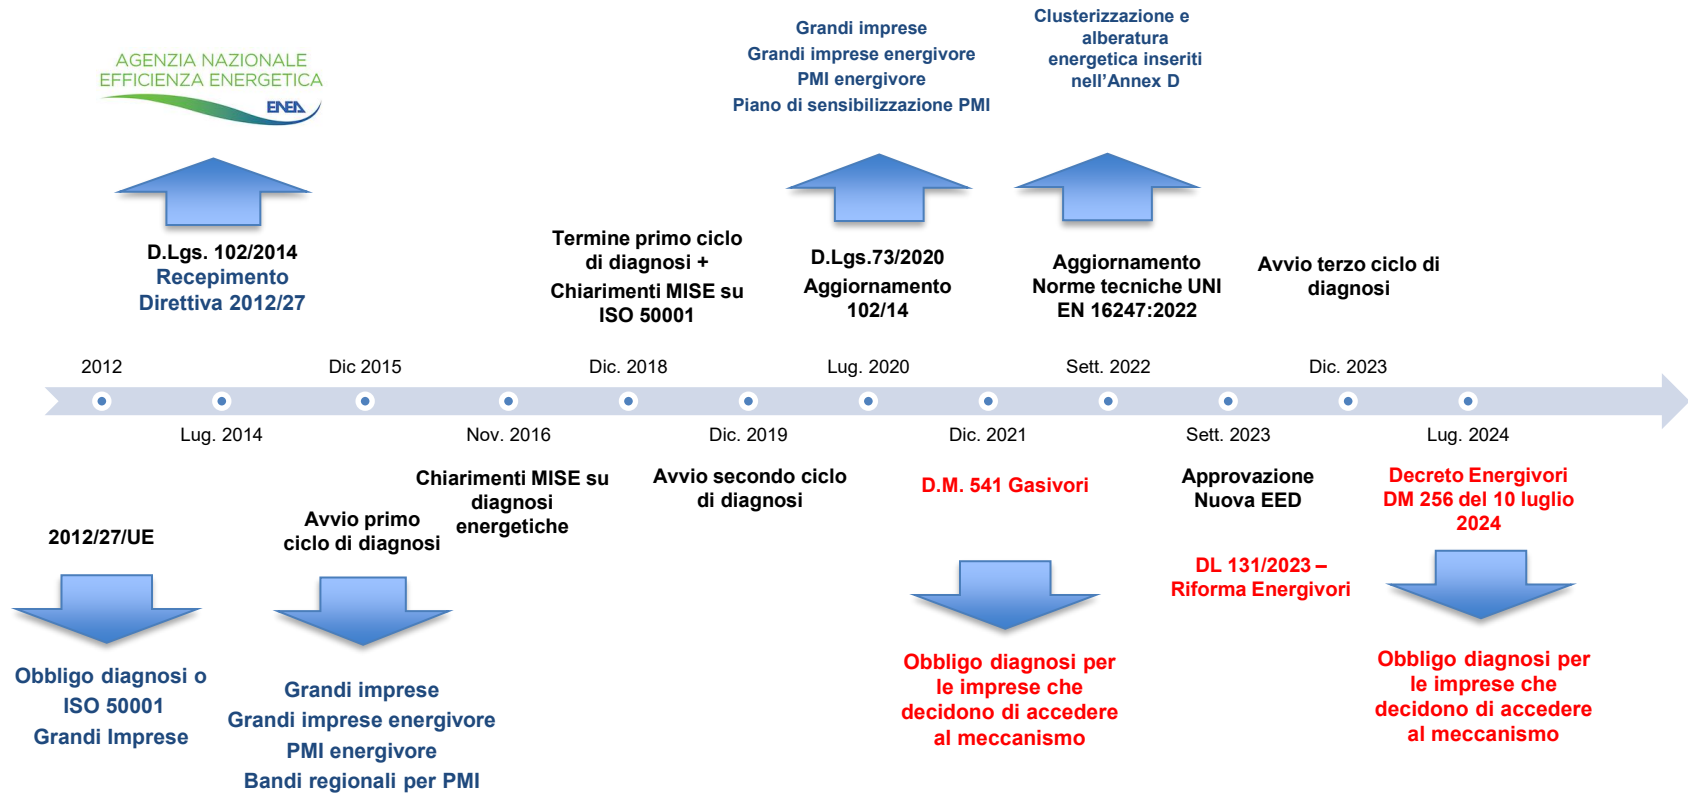 AGENZIA NAZIONALE
EFFICIENZA ENERGETICA
ENEA
Grandi imprese
Grandi imprese energivore
PMI energivore
Piano di sensibilizzazione PMI
Clusterizzazione e
alberatura
energetica inseriti
nell'Annex D
D.Lgs. 102/2014
Recepimento
Direttiva 2012/27
Termine primo ciclo
di diagnosi +
Chiarimenti MISE su
ISO 50001
D.Lgs.73/2020
Aggiornamento
102/14
Aggiornamento
Norme tecniche UNI
EN 16247:2022
Avvio terzo ciclo di
diagnosi
2012
Dic 2015
Dic. 2018
Lug. 2020
Sett. 2022
Dic. 2023
Lug. 2014
Nov. 2016
Dic. 2019
Dic. 2021
Sett. 2023
Lug. 2024
2012/27/UE
Avvio primo
ciclo di diagnosi
Chiarimenti MISE su
diagnosi
energetiche
Avvio secondo ciclo
di diagnosi
D.M. 541 Gasivori
Approvazione
Nuova EED
DL 131/2023 –
Riforma Energivori
Decreto Energivori
DM 256 del 10 luglio
2024
Obbligo diagnosi o
ISO 50001
Grandi Imprese
Grandi imprese
Grandi imprese energivore
PMI energivore
Bandi regionali per PMI
Obbligo diagnosi per
le imprese che
decidono di accedere
al meccanismo
Obbligo diagnosi per
le imprese che
decidono di accedere
al meccanismo